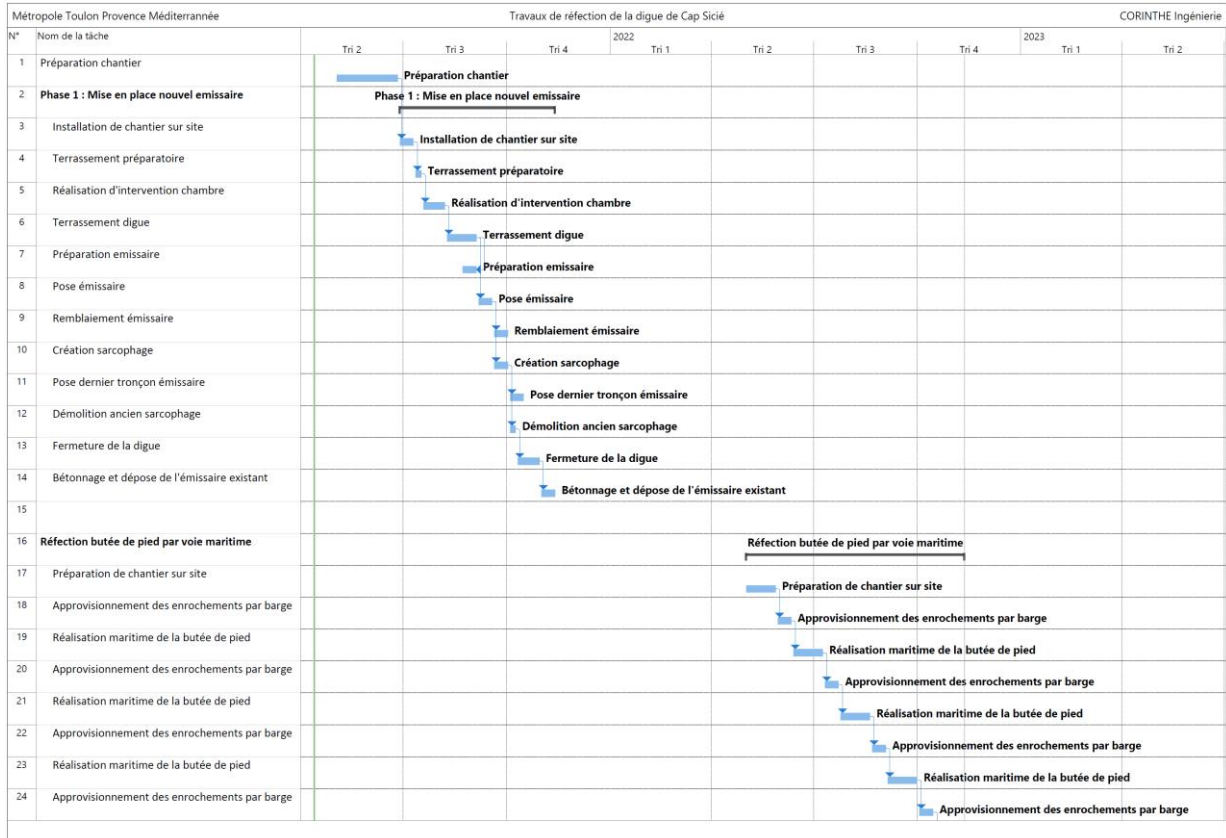 Métropole Toulon Provence Méditerrannée Travaux de réfection de la digue de Cap Sicié CORINTHE Ingénierie
N° Nom de la tâche 2022 2023
Tri 2 Tri 3 Tri 4 Tri 1 Tri 2 Tri 3 Tri 4 Tri 1 Tri 2
1 Préparation chantier Préparation chantier
2 Phase 1 : Mise en place nouvel emissaire Phase 1 : Mise en place nouvel emissaire
3 Installation de chantier sur site Installation de chantier sur site
4 Terrassement préparatoire Terrassement préparatoire
5 Réalisation d'intervention chambre Réalisation d'intervention chambre
6 Terrassement digue Terrassement digue
7 Préparation emissaire Préparation emissaire
8 Pose émissaire Pose émissaire
9 Remblaiement émissaire Remblaiement émissaire
10 Création sarcophage Création sarcophage
11 Pose dernier tronçon émissaire Pose dernier tronçon émissaire
12 Démolition ancien sarcophage Démolition ancien sarcophage
13 Fermeture de la digue Fermeture de la digue
14 Bétonnage et dépose de l'émissaire existant Bétonnage et dépose de l'émissaire existant
15
16 Réfection butée de pied par voie maritime Réfection butée de pied par voie maritime
17 Préparation de chantier sur site Préparation de chantier sur site
18 Approvisionnement des enrochements par barge Approvisionnement des enrochements par barge
19 Réalisation maritime de la butée de pied Réalisation maritime de la butée de pied
20 Approvisionnement des enrochements par barge Approvisionnement des enrochements par barge
21 Réalisation maritime de la butée de pied Réalisation maritime de la butée de pied
22 Approvisionnement des enrochements par barge Approvisionnement des enrochements par barge
23 Réalisation maritime de la butée de pied Réalisation maritime de la butée de pied
24 Approvisionnement des enrochements par barge Approvisionnement des enrochements par barge